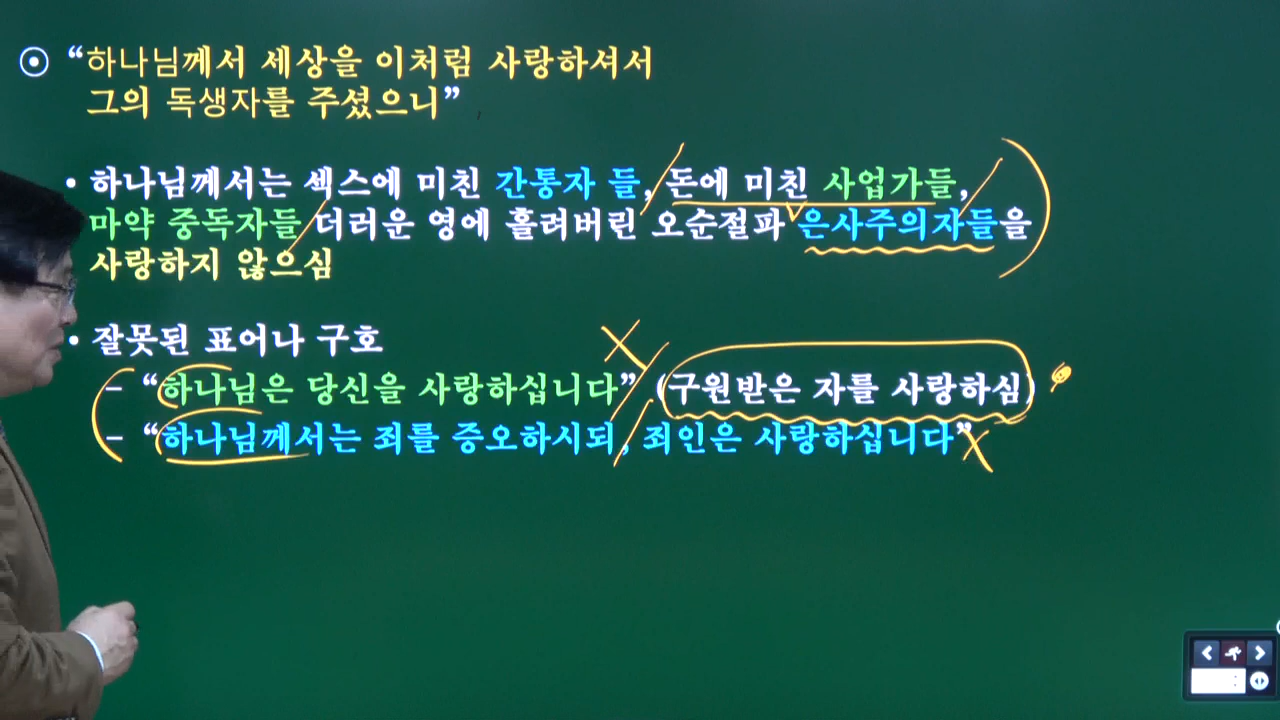 ⊙ “하나님께서 세상을 이처럼 사랑하셔서
그의 독생자를 주셨으니”
• 하나님께서는 섹스에 미친 간통자 들, 돈에 미친 사업가들,
마약 중독자들 더러운 영에 홀려버린 오순절파 은사주의자들을
사랑하지 않으심
• 잘못된 표어나 구호
– “하나님은 당신을 사랑하십니다” (구원받은 자를 사랑하심)
– “하나님께서는 죄를 증오하시되, 죄인은 사랑하십니다”